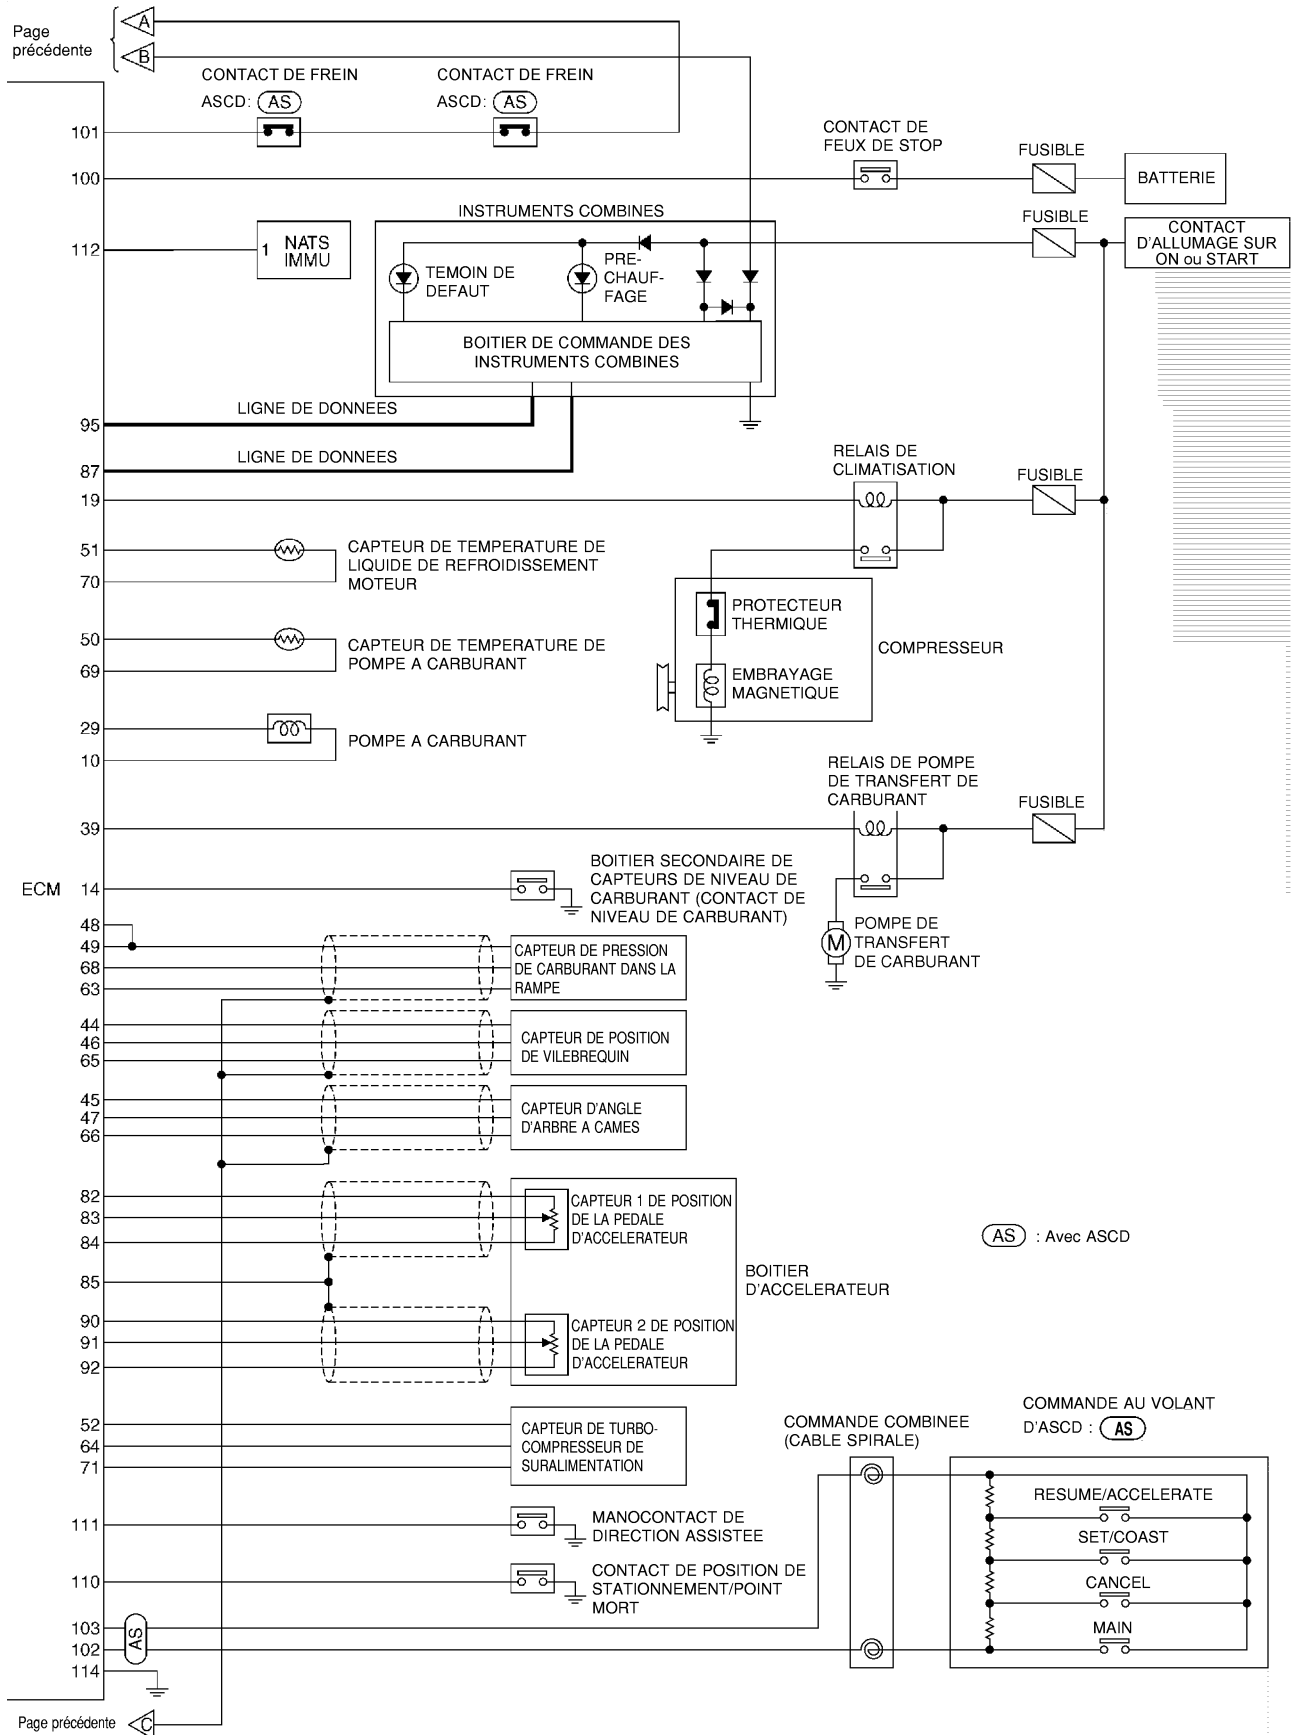 Page
précédente
A
B
CONTACT DE FREIN
ASCD: AS
CONTACT DE FREIN
ASCD: AS
101
CONTACT DE
FEUX DE STOP
FUSIBLE
BATTERIE
100
INSTRUMENTS COMBINES
FUSIBLE
CONTACT
D'ALLUMAGE SUR
ON ou START
112
1
NATS
IMMU
TEMOIN DE
DEFAUT
PRE-
CHAUF-
FAGE
BOITIER DE COMMANDE DES
INSTRUMENTS COMBINES
LIGNE DE DONNEES
95
LIGNE DE DONNEES
87
RELAIS DE
CLIMATISATION
FUSIBLE
19
51
70
CAPTEUR DE TEMPERATURE DE
LIQUIDE DE REFROIDISSEMENT
MOTEUR
PROTECTEUR
THERMIQUE
COMPRESSEUR
50
69
CAPTEUR DE TEMPERATURE DE
POMPE A CARBURANT
EMBRAYAGE
MAGNETIQUE
29
10
POMPE A CARBURANT
RELAIS DE POMPE
DE TRANSFERT DE
CARBURANT
FUSIBLE
39
ECM
14
BOITIER SECONDAIRE DE
CAPTEURS DE NIVEAU DE
CARBURANT (CONTACT DE
NIVEAU DE CARBURANT)
M
POMPE DE
TRANSFERT
DE CARBURANT
48
49
68
63
CAPTEUR DE PRESSION
DE CARBURANT DANS LA
RAMPE
44
46
65
CAPTEUR DE POSITION
DE VILEBREQUIN
45
47
66
CAPTEUR D'ANGLE
D'ARBRE A CAMES
82
83
84
CAPTEUR 1 DE POSITION
DE LA PEDALE
D'ACCELERATEUR
AS : Avec ASCD
85
BOITIER
D'ACCELERATEUR
90
91
92
CAPTEUR 2 DE POSITION
DE LA PEDALE
D'ACCELERATEUR
52
64
71
CAPTEUR DE TURBO-
COMPRESSEUR DE
SURALIMENTATION
COMMANDE COMBINEE
(CABLE SPIRALE)
COMMANDE AU VOLANT
D'ASCD : AS
RESUME/ACCELERATE
SET/COAST
CANCEL
MAIN
111
MANOCONTACT DE
DIRECTION ASSISTEE
110
CONTACT DE POSITION DE
STATIONNEMENT/POINT
MORT
103
102
AS
114
Page précédente
C